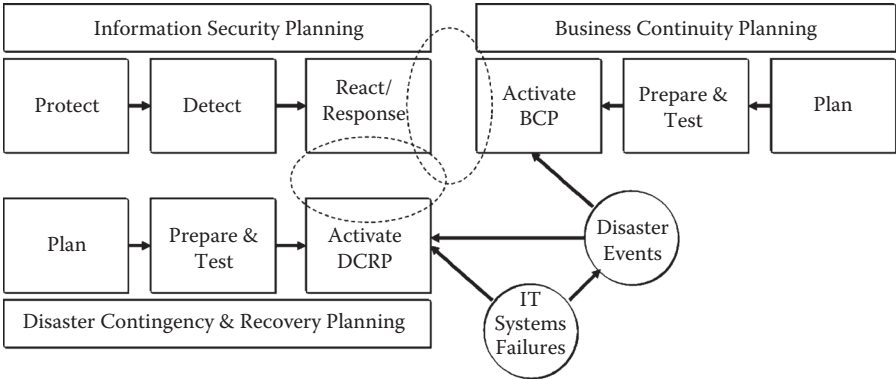 Information Security Planning
Business Continuity Planning
Protect
Detect
React/
Response
Activate
BCP
Prepare &
Test
Plan
Plan
Prepare &
Test
Activate
DCRP
Disaster
Events
IT
Systems
Failures
Disaster Contingency & Recovery Planning